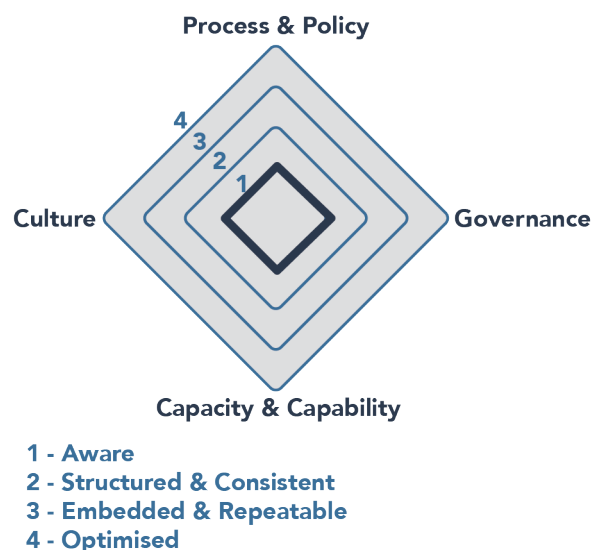 Process & Policy
4
3
2
1
Culture
Governance
Capacity & Capability
1 - Aware
2 - Structured & Consistent
3 - Embedded & Repeatable
4 - Optimised